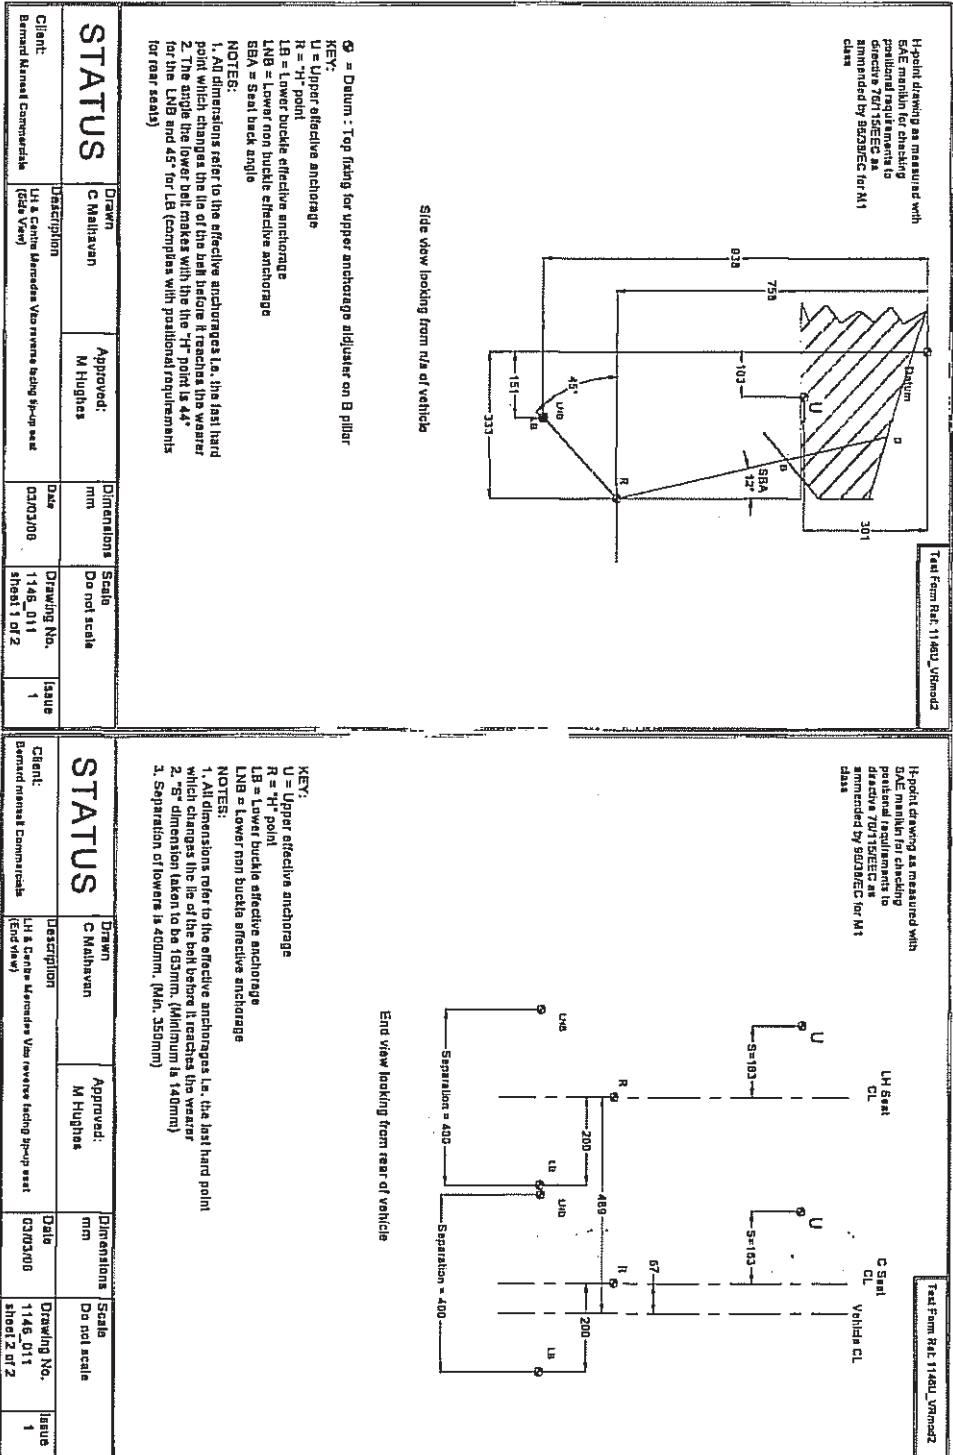 Test Form Ref: 1146U_VRmod2
H-point drawing as measured with
SAE manikin for checking
positional requirements to
directive 76/115/EEC as
ammended by 96/38/EC for M1
class
Datum
U
D
B
301
SBA
12°
103
755
938
R
45°
LNB
LB
151
333
Side view looking from n/s of vehicle
= Datum : Top fixing for upper anchorage aldjuster on B pillar
KEY:
U = Upper effective anchorage
R = "H" point
LB = Lower buckle effective anchorage
LNB = Lower non buckle effective anchorage
SBA = Seat back angle
NOTES:
1. All dimensions refer to the effective anchorages i.e. the last hard
point which changes the lie of the belt before it reaches the wearer
2. The angle the lower belt makes with the the "H" point is 44°
for the LNB and 45° for LB (complies with positional requirements
for rear seats)
STATUS
Drawn
C Malhavan
Approved:
M Hughes
Dimensions
mm
Scale
Do not scale
Client:
Bernard Mansell Commercials
Description
LH & Centre Mercedes Vito reverse facing tip-up seat
(Side View)
Date
03/03/00
Drawing No.
1146_011
sheet 1 of 2
Issue
1
Test Form Ref: 1146U_VRmod2
H-point drawing as measured with
SAE manikin for checking
positional requirements to
directive 76/115/EEC as
ammended by 96/38/EC for M1
class
LH Seat
CL
C Seat
CL
Vehicle CL
U
U
S=163
S=163
67
R
R
469
200
200
LNB
LB
LNB
LB
Separation = 400
Separation = 400
End view looking from rear of vehicle
KEY:
U = Upper effective anchorage
R = "H" point
LB = Lower buckle effective anchorage
LNB = Lower non buckle effective anchorage
NOTES:
1. All dimensions refer to the effective anchorages i.e. the last hard point
which changes the lie of the belt before it reaches the wearer
2. "S" dimension taken to be 163mm. (Minimum is 140mm)
3. Separation of lowers is 400mm. (Min. 350mm)
STATUS
Drawn
C Malhavan
Approved:
M Hughes
Dimensions
mm
Scale
Do not scale
Client:
Bernard mansell Commercials
Description
LH & Centre Mercedes Vito reverse facing tip-up seat
(End view)
Date
03/03/00
Drawing No.
1146_011
sheet 2 of 2
Issue
1